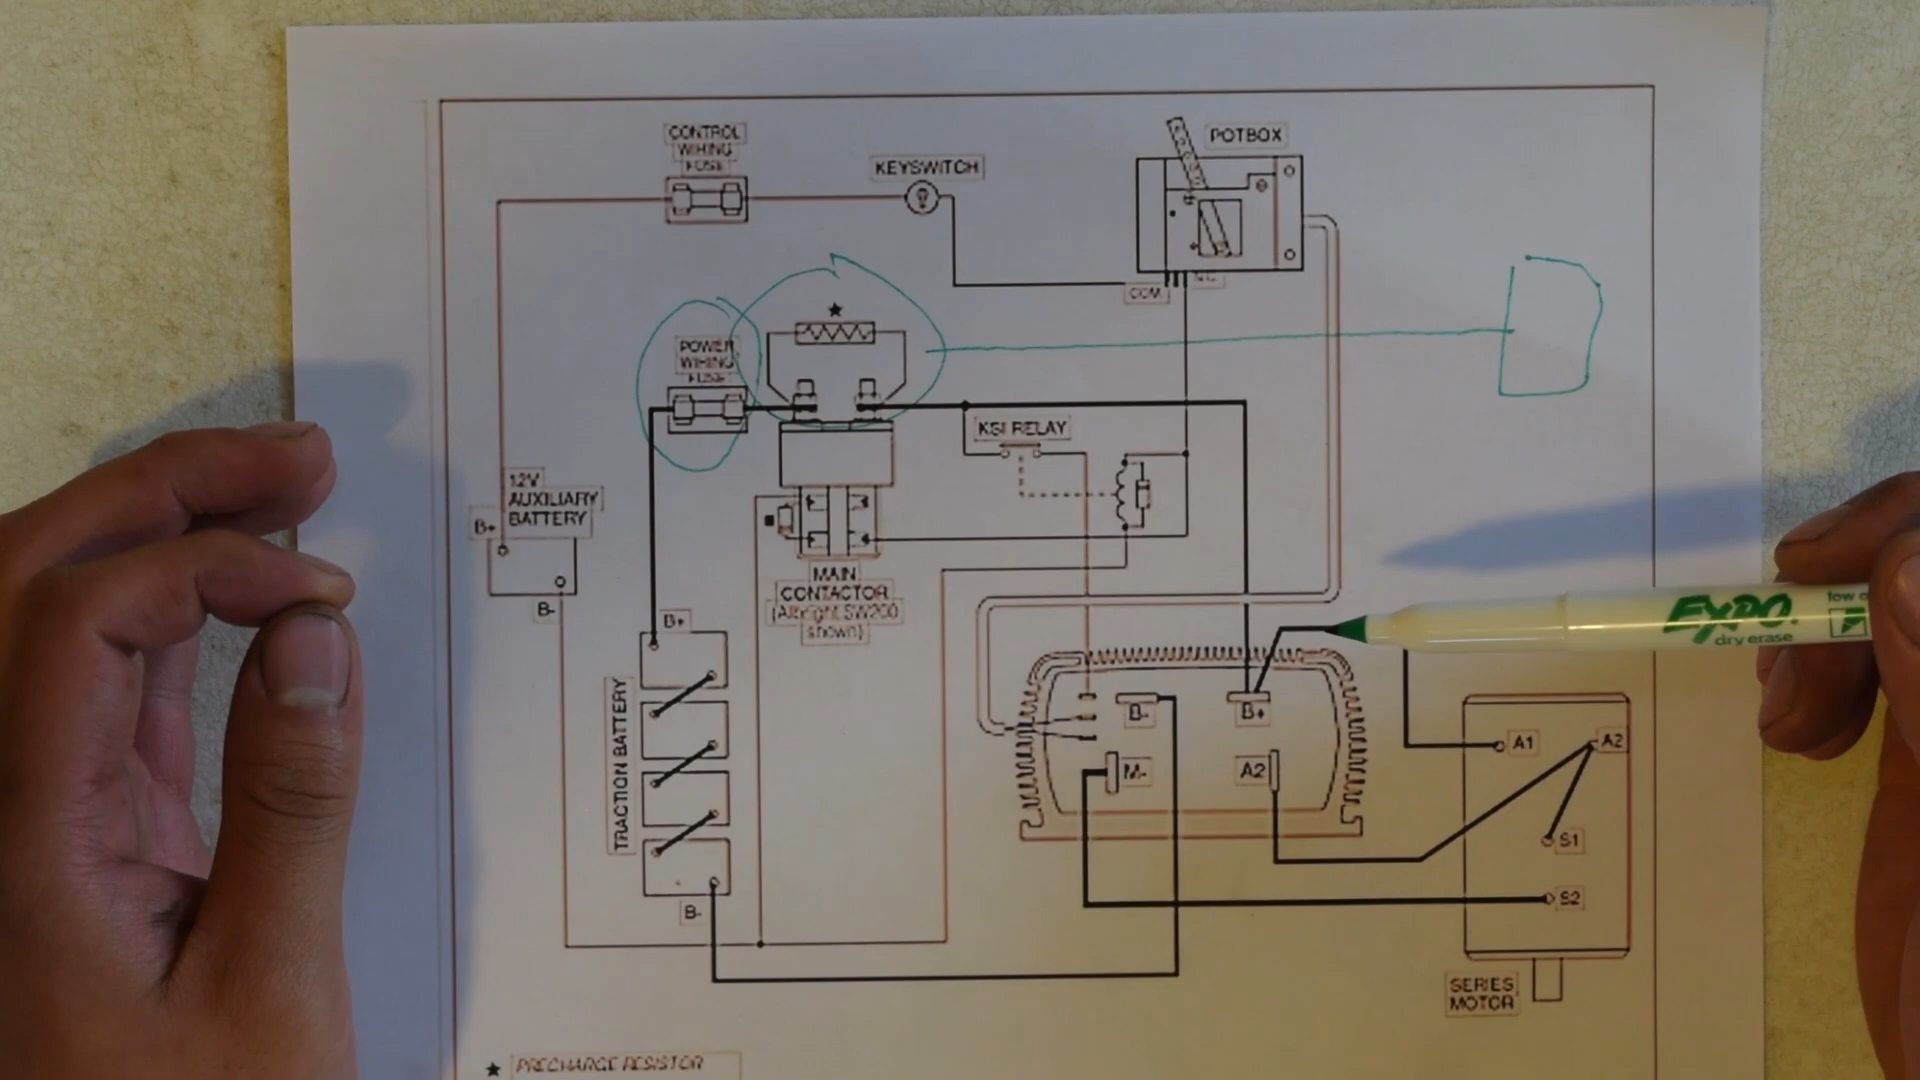 CONTROL
WIRING
FUSE
KEYSWITCH
POTBOX
COM.
N.C.
★
POWER
WIRING
FUSE
KSI RELAY
12V
AUXILIARY
BATTERY
B+
B-
MAIN
CONTACTOR
(Albright SW200
shown)
B+
TRACTION BATTERY
B-
B-
B+
M-
A2
A1
A2
S1
S2
SERIES
MOTOR
EXPO
dry erase
low o
★ PRECHARGE RESISTOR
D